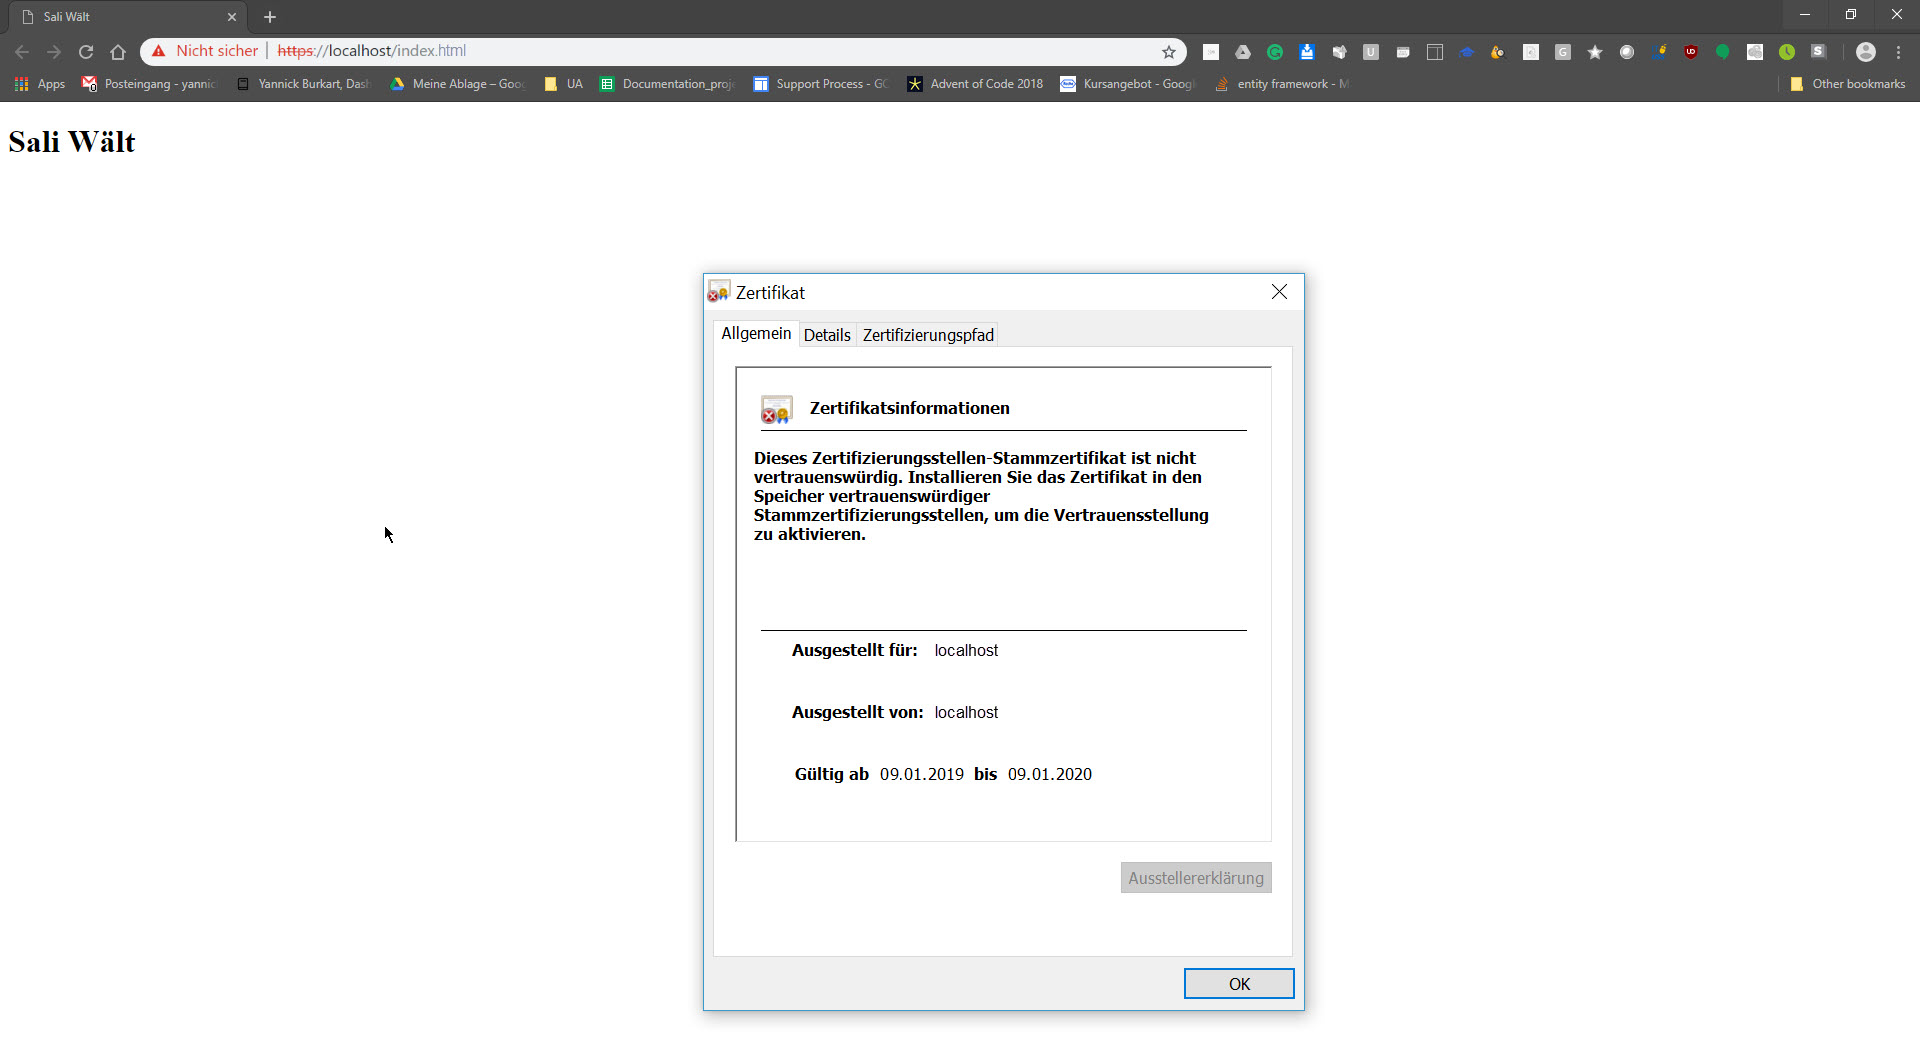 Sali Wält
Nicht sicher | https://localhost/index.html
Apps Posteingang - yannic Yannick Burkart, Dash Meine Ablage – Goog UA Documentation_proje Support Process - GC Advent of Code 2018 Kursangebot - Googl entity framework - M Other bookmarks
Sali Wält
Zertifikat
Allgemein Details Zertifizierungspfad
Zertifikatsinformationen
Dieses Zertifizierungsstellen-Stammzertifikat ist nicht
vertrauenswürdig. Installieren Sie das Zertifikat in den
Speicher vertrauenswürdiger
Stammzertifizierungsstellen, um die Vertrauensstellung
zu aktivieren.
Ausgestellt für: localhost
Ausgestellt von: localhost
Gültig ab 09.01.2019 bis 09.01.2020
Ausstellererklärung
OK